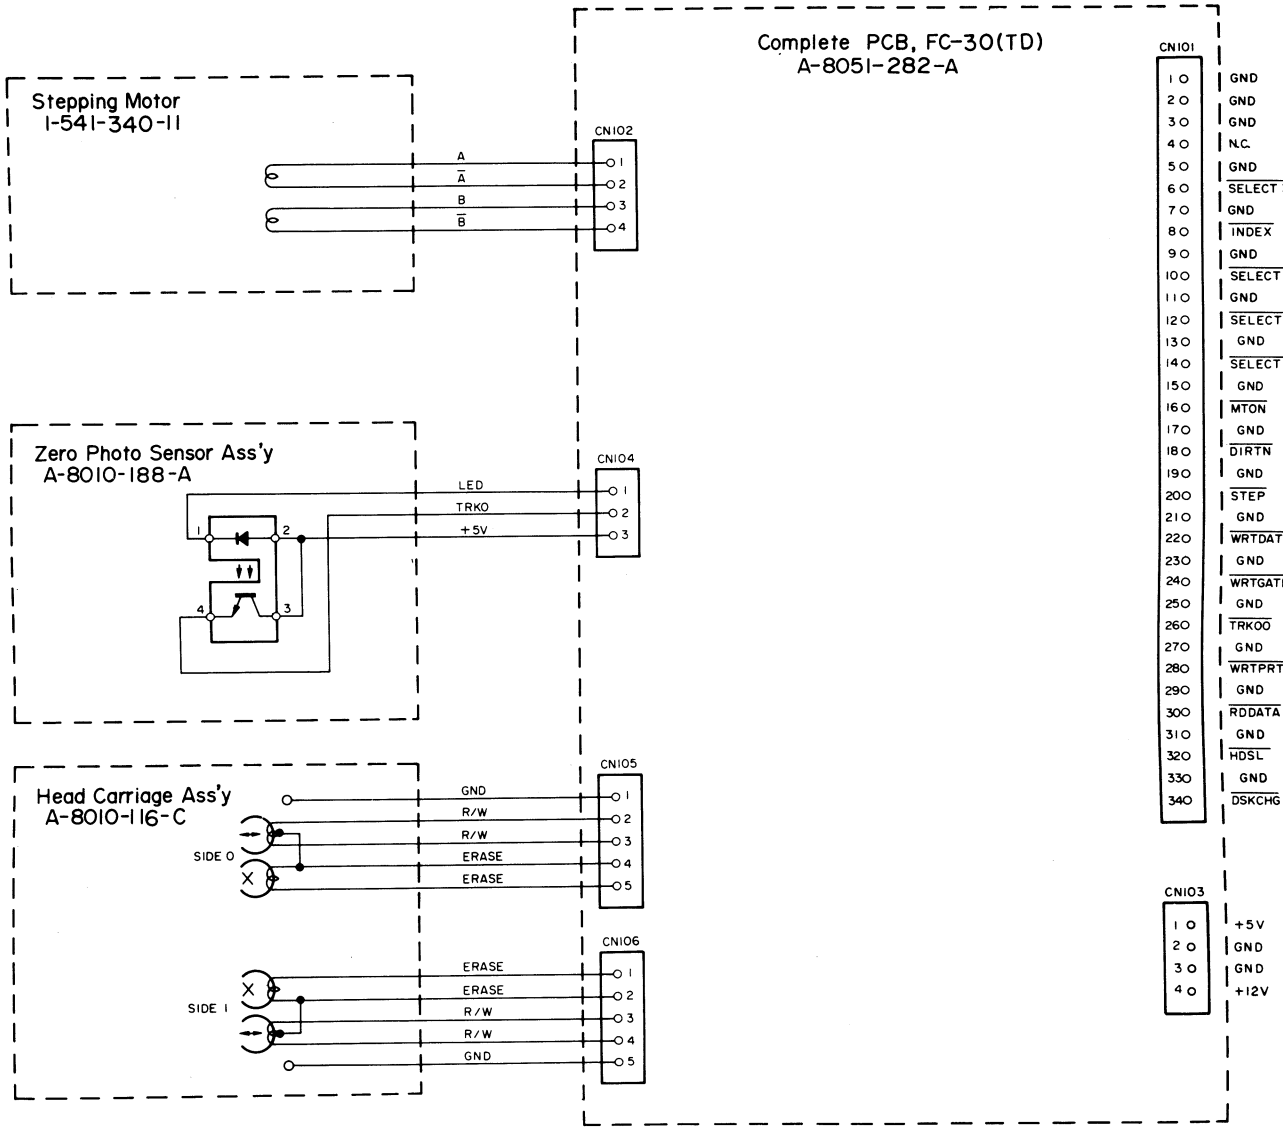 Complete PCB, FC-30(TD)
A-8051-282-A
Stepping Motor
1-541-340-11
A
A̅
B
B̅
CN102
1
2
3
4
Zero Photo Sensor Ass'y
A-8010-188-A
LED
TRKO
+5V
1
2
4
3
CN104
1
2
3
Head Carriage Ass'y
A-8010-116-C
SIDE 0
GND
R/W
R/W
ERASE
ERASE
CN105
1
2
3
4
5
SIDE 1
ERASE
ERASE
R/W
R/W
GND
CN106
1
2
3
4
5
CN101
1 GND
2 GND
3 GND
4 N.C.
5 GND
6 SELECT
7 GND
8 INDEX
9 GND
10 SELECT
11 GND
12 SELECT
13 GND
14 SELECT
15 GND
16 MTON
17 GND
18 DIRTN
19 GND
20 STEP
21 GND
22 WRTDAT
23 GND
24 WRTGAT
25 GND
26 TRK00
27 GND
28 WRTPRT
29 GND
30 RDDATA
31 GND
32 HDSL
33 GND
34 DSKCHG
CN103
1 +5V
2 GND
3 GND
4 +12V